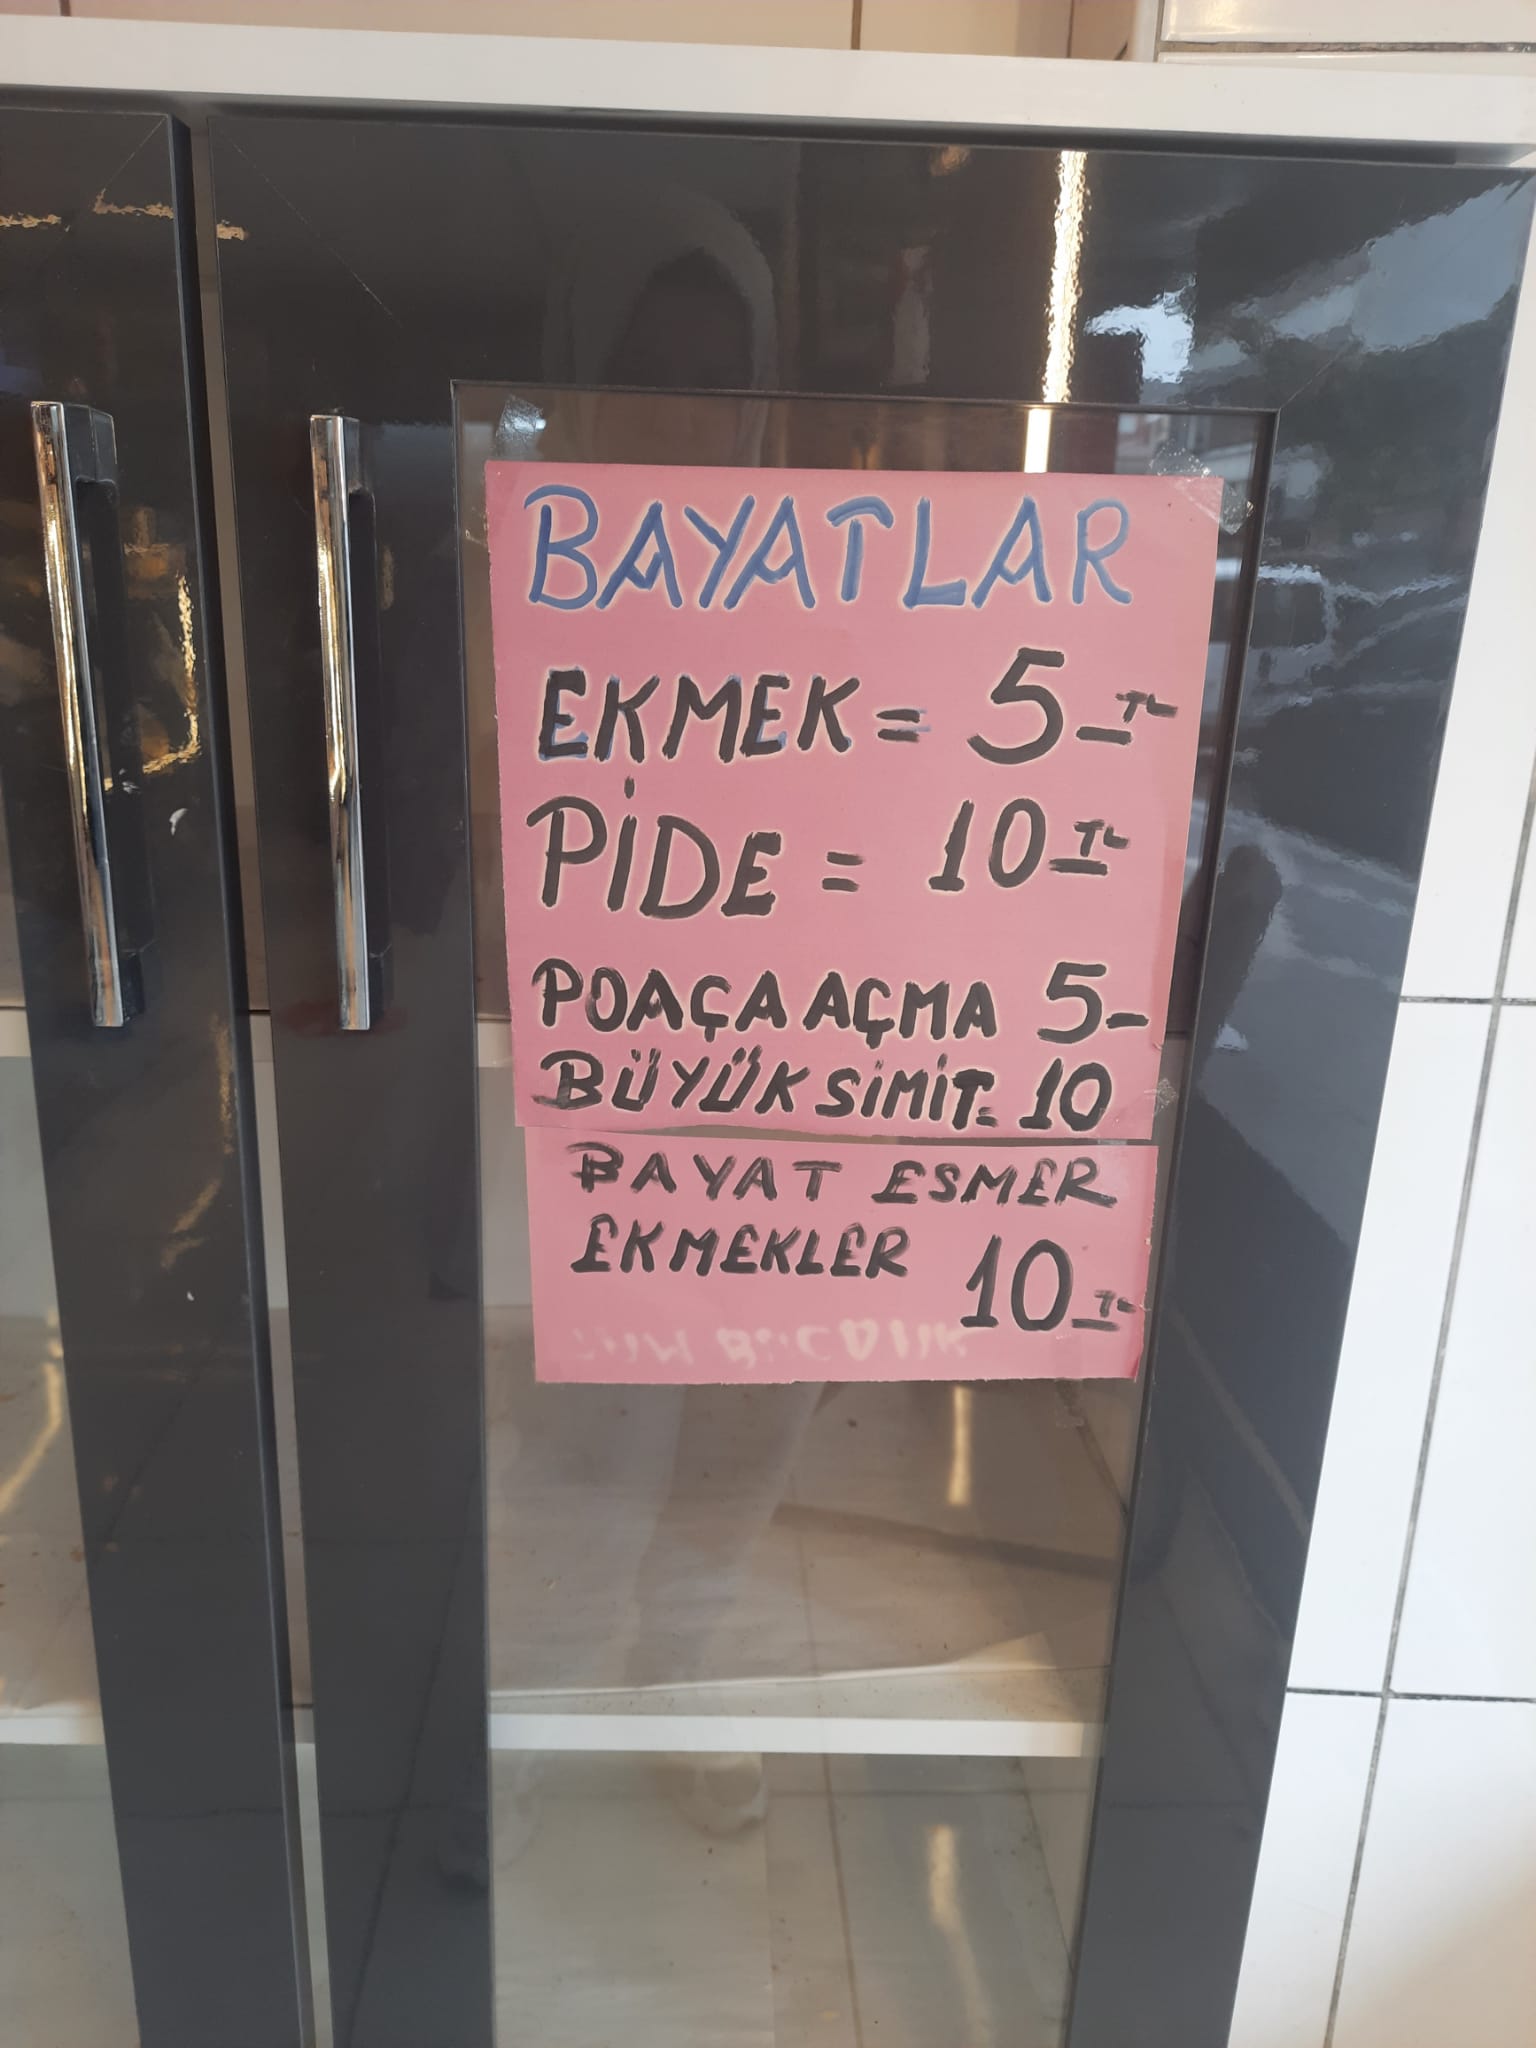 BAYATLAR
EKMEK = 5 TL
PİDE = 10 TL
POAÇA AÇMA 5
BÜYÜK SİMİT = 10
BAYAT ESMER
EKMEKLER 10 TL